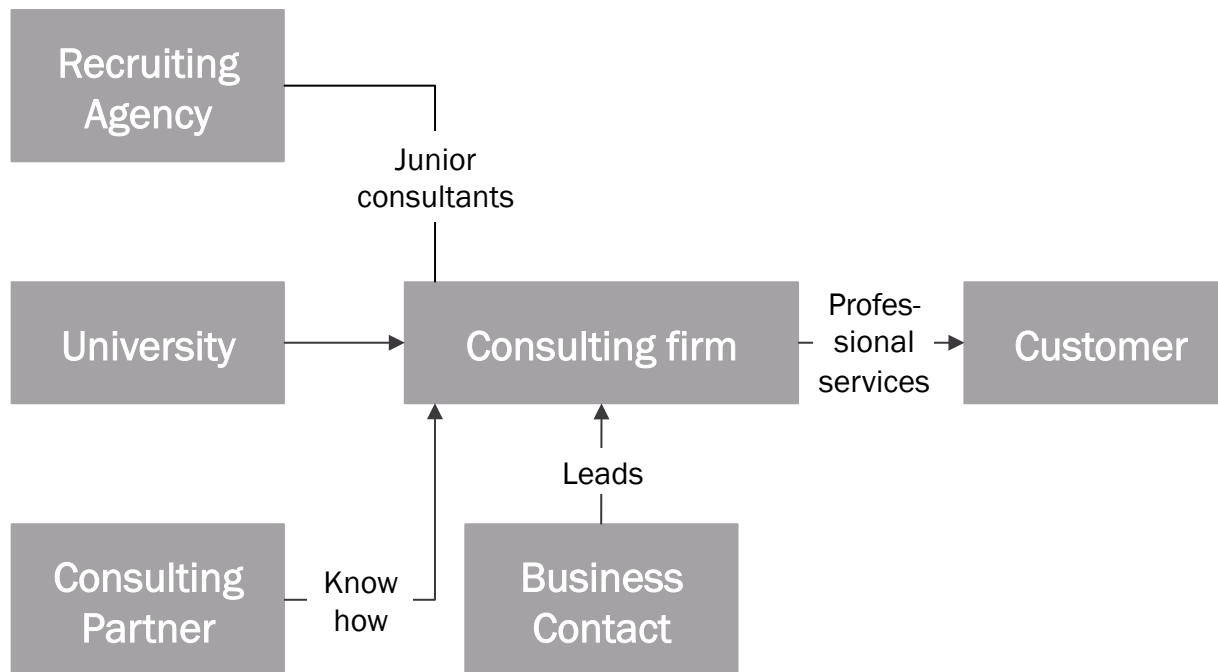 Recruiting
Agency
Junior
consultants
University
Consulting firm
Profes-
sional
services
Customer
Leads
Consulting
Partner
Know
how
Business
Contact